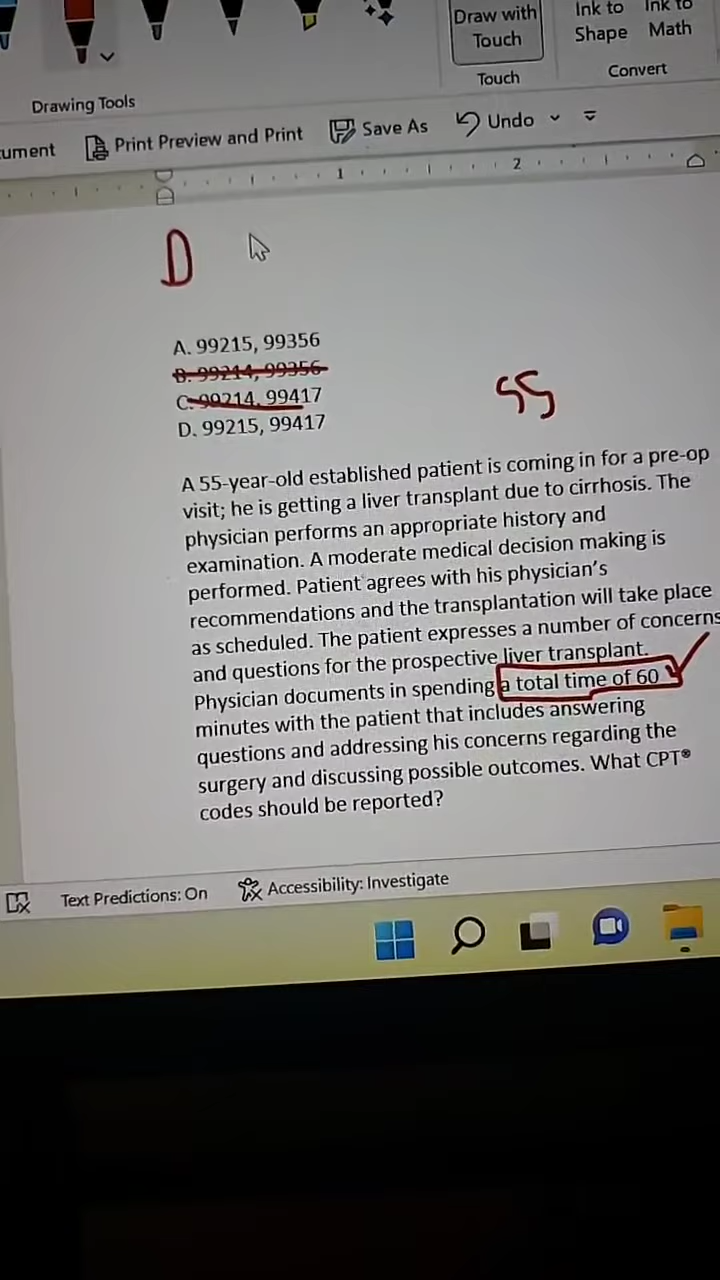 Draw with
Touch
Ink to
Shape
Ink to
Math
Touch
Convert
Drawing Tools
ument
Print Preview and Print
Save As
Undo
1
2
D
A. 99215, 99356
B. 99214, 99356
C. 99214, 99417
D. 99215, 99417
55
A 55-year-old established patient is coming in for a pre-op
visit; he is getting a liver transplant due to cirrhosis. The
physician performs an appropriate history and
examination. A moderate medical decision making is
performed. Patient agrees with his physician's
recommendations and the transplantation will take place
as scheduled. The patient expresses a number of concerns
and questions for the prospective liver transplant.
Physician documents in spending a total time of 60
minutes with the patient that includes answering
questions and addressing his concerns regarding the
surgery and discussing possible outcomes. What CPT®
codes should be reported?
Text Predictions: On
Accessibility: Investigate